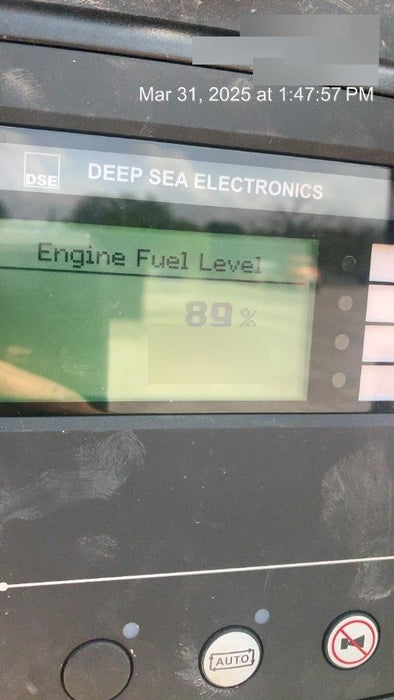 Mar 31, 2025 at 1:47:57 PM
DSE
DEEP SEA ELECTRONICS
Engine Fuel Level
89%
AUTO